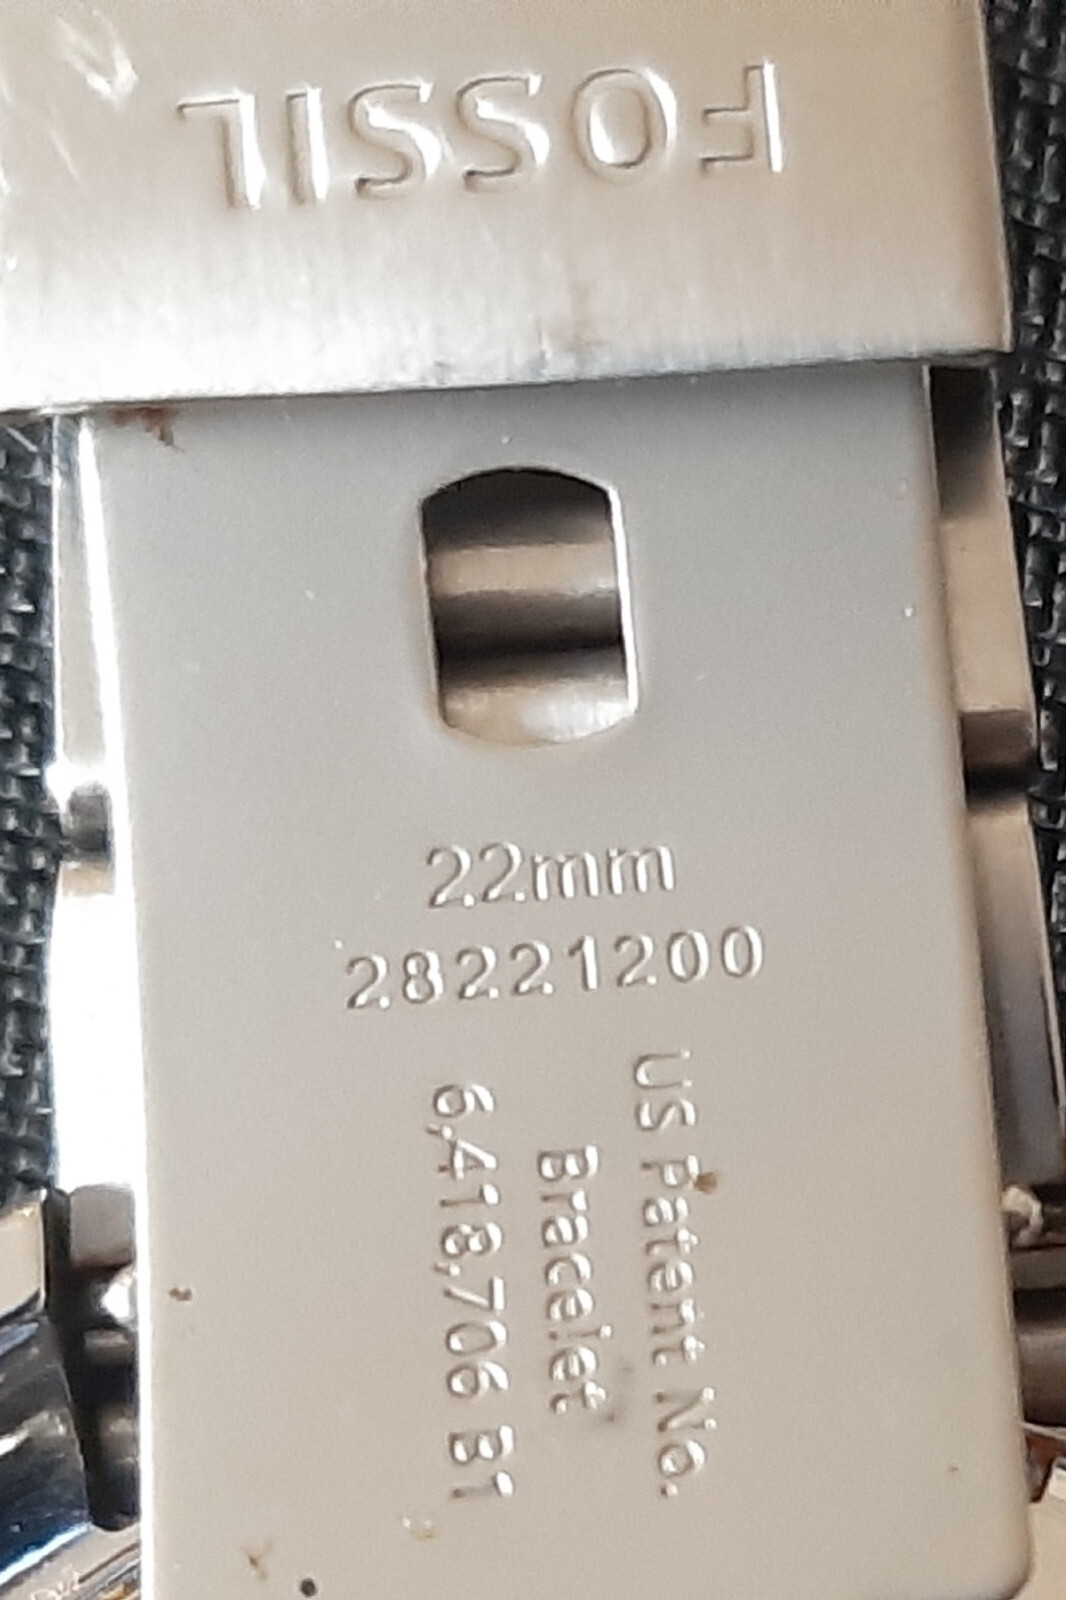 FOSSIL
22mm
28221200
US Patent No.
Bracelet
6,418,706 B1